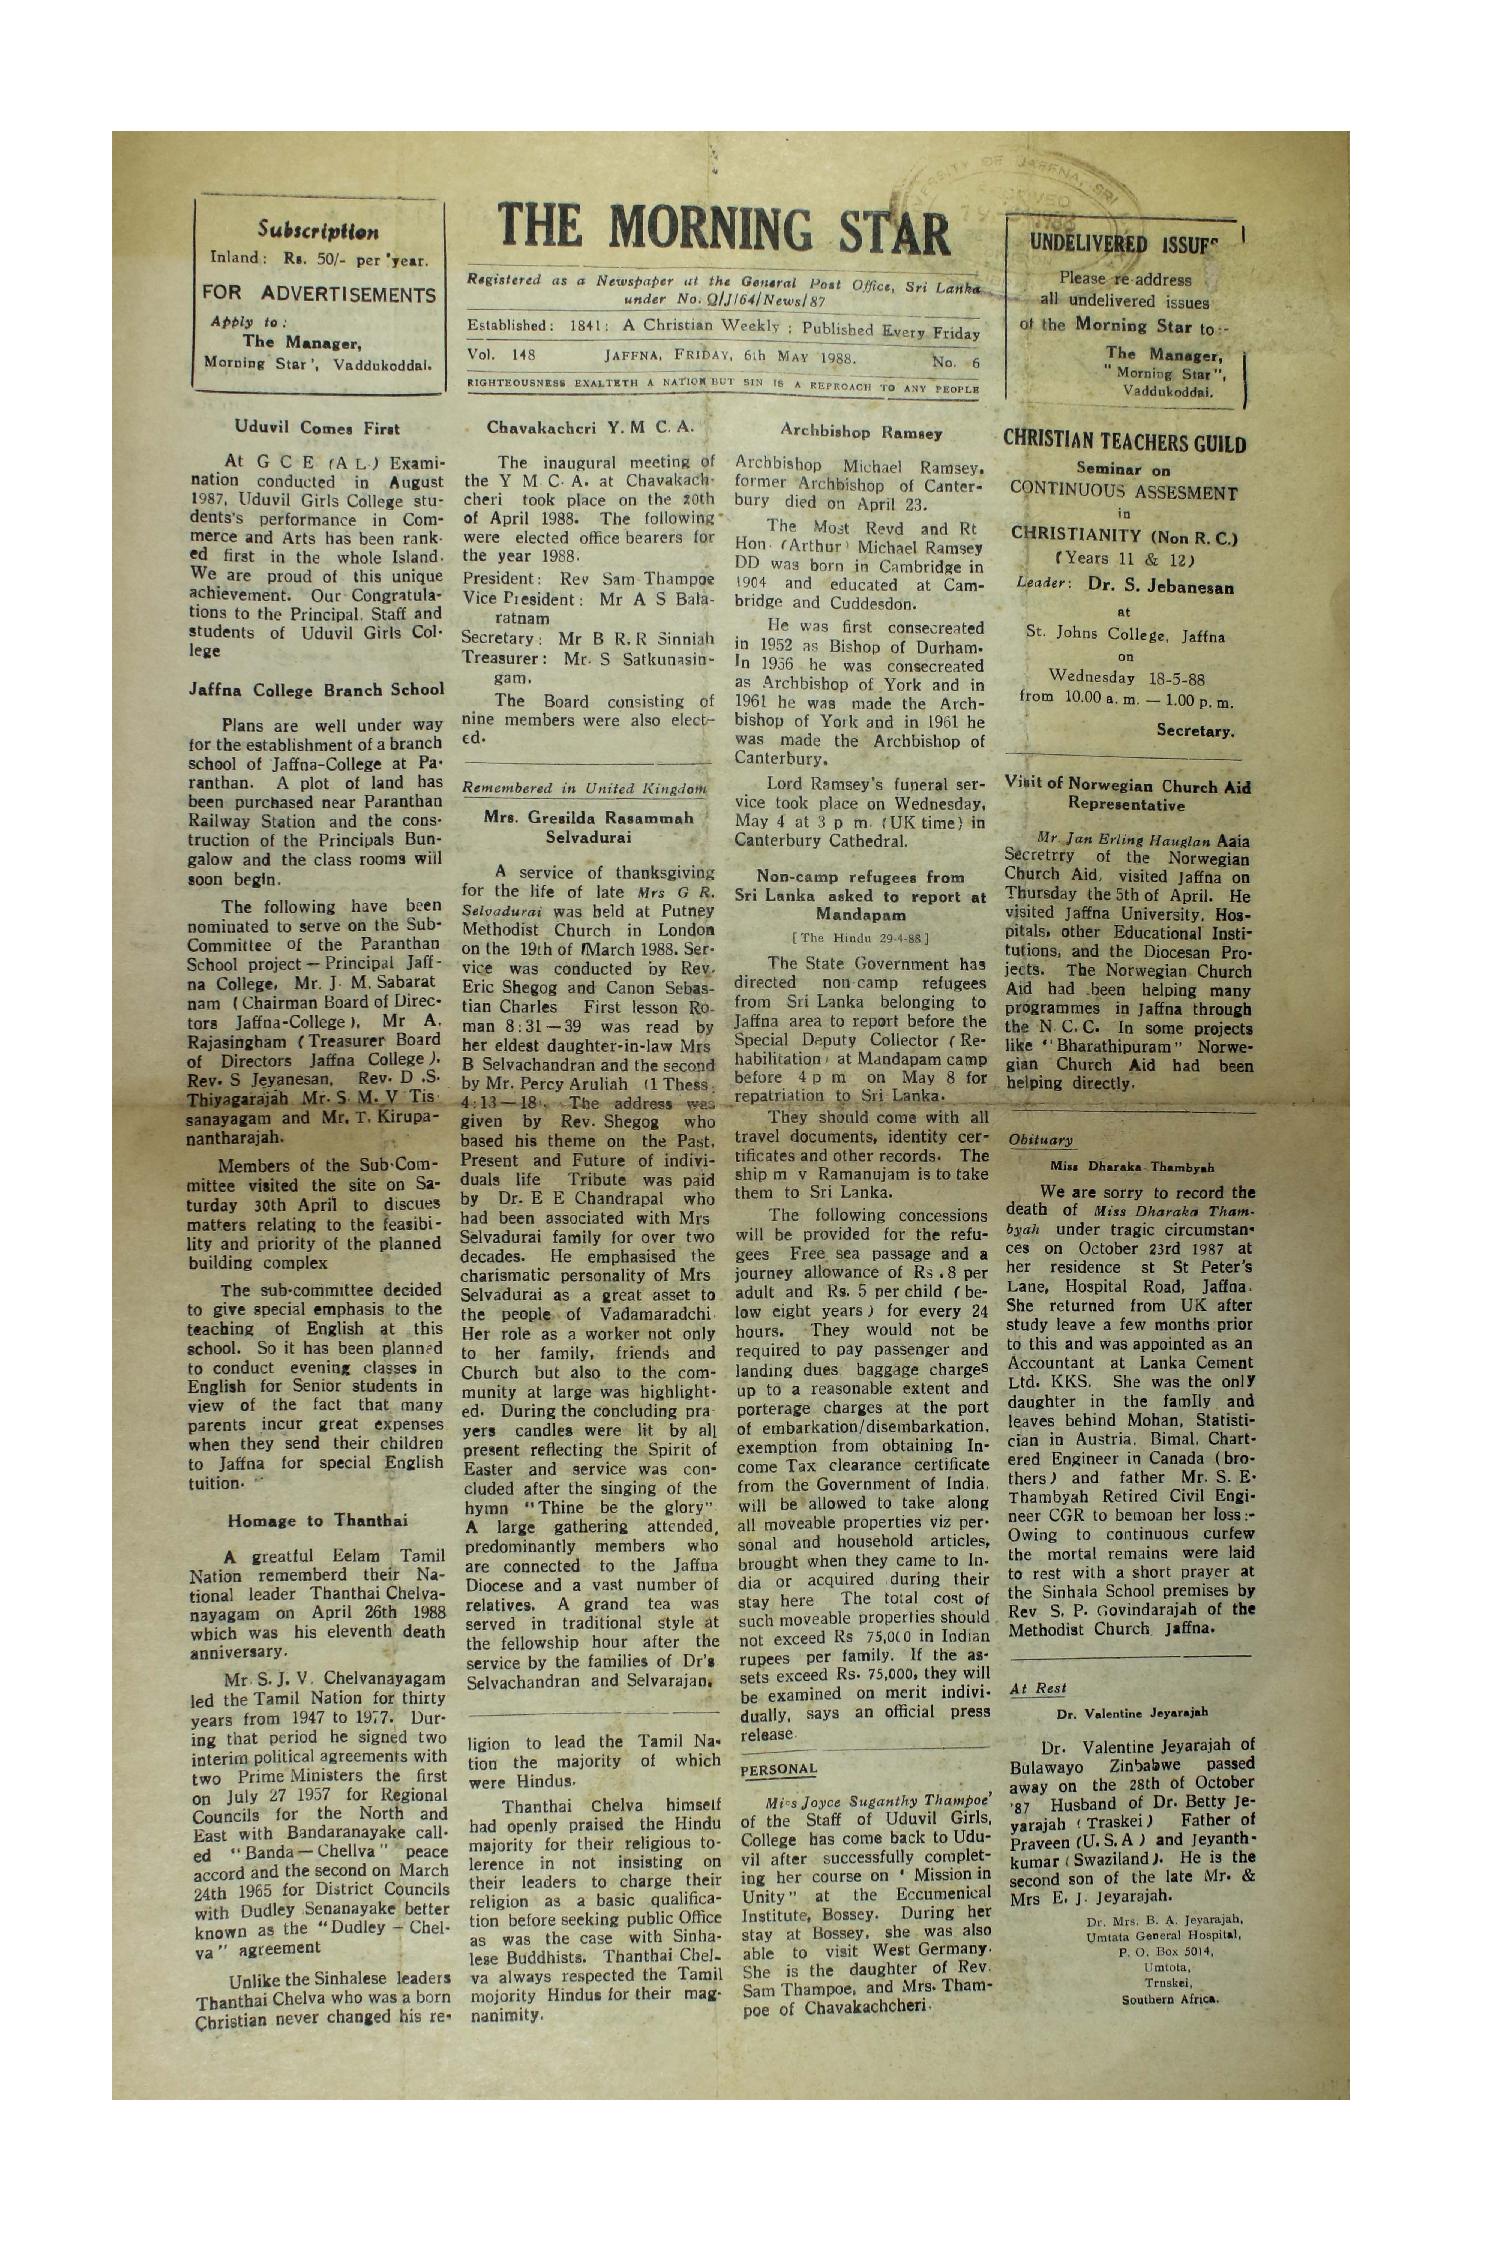 Subscription
Inland: Rs. 50/- per year.
FOR ADVERTISEMENTS
Apply to:
The Manager,
Morning Star', Vaddukoddai.
THE MORNING STAR
Registered as a Newspaper at the General Post Office, Sri Lanka
under No. Q/J/64/News/87
Established: 1841: A Christian Weekly: Published Every Friday
Vol. 148 JAFFNA, FRIDAY, 6th MAY 1988. No. 6
RIGHTEOUSNESS EXALTETH A NATION BUT SIN IS A REPROACH TO ANY PEOPLE
UNDELIVERED ISSUES
Please re-address
all undelivered issues
of the Morning Star to:-
The Manager,
"Morning Star",
Vaddukoddai.
Uduvil Comes First
At G C E (A L) Exami-
nation conducted in August
1987, Uduvil Girls College stu-
dents's performance in Com-
merce and Arts has been rank-
ed first in the whole Island.
We are proud of this unique
achievement. Our Congratula-
tions to the Principal, Staff and
students of Uduvil Girls Col-
lege
Jaffna College Branch School
Plans are well under way
for the establishment of a branch
school of Jaffna-College at Pa-
ranthan. A plot of land has
been purchased near Paranthan
Railway Station and the cons-
truction of the Principals Bun-
galow and the class rooms will
soon begin.
The following have been
nominated to serve on the Sub-
Committee of the Paranthan
School project — Principal Jaff-
na College, Mr. J. M. Sabarat
nam (Chairman Board of Direc-
tors Jaffna-College), Mr A.
Rajasingham (Treasurer Board
of Directors Jaffna College).
Rev. S Jeyanesan, Rev. D .S.
Thiyagarajah Mr. S. M. V Tis
sanayagam and Mr. T. Kirupa-
nantharajah.
Members of the Sub-Com-
mittee visited the site on Sa-
turday 30th April to discues
matters relating to the feasibi-
lity and priority of the planned
building complex
The sub-committee decided
to give special emphasis to the
teaching of English at this
school. So it has been planned
to conduct evening classes in
English for Senior students in
view of the fact that many
parents incur great expenses
when they send their children
to Jaffna for special English
tuition.
Homage to Thanthai
A greatful Eelam Tamil
Nation rememberd their Na-
tional leader Thanthai Chelva-
nayagam on April 26th 1988
which was his eleventh death
anniversary.
Mr. S. J. V. Chelvanayagam
led the Tamil Nation for thirty
years from 1947 to 1977. Dur-
ing that period he signed two
interim political agreements with
two Prime Ministers the first
on July 27 1957 for Regional
Councils for the North and
East with Bandaranayake call-
ed "Banda — Chellva" peace
accord and the second on March
24th 1965 for District Councils
with Dudley Senanayake better
known as the "Dudley — Chel-
va" agreement
Unlike the Sinhalese leaders
Thanthai Chelva who was a born
Christian never changed his re-
Chavakachcri Y. M C. A.
The inaugural meeting of
the Y M. C. A. at Chavakach-
cheri took place on the 20th
of April 1988. The following
were elected office bearers for
the year 1988.
President: Rev Sam Thampoe
Vice President: Mr A S Bala-
ratnam
Secretary: Mr B R. R Sinniah
Treasurer: Mr. S Satkunasin-
gam.
The Board consisting of
nine members were also elect-
ed.
Remembered in United Kingdom
Mrs. Gresilda Rasammah
Selvadurai
A service of thanksgiving
for the life of late Mrs G R.
Selvadurai was held at Putney
Methodist Church in London
on the 19th of March 1988. Ser-
vice was conducted by Rev.
Eric Shegog and Canon Sebas-
tian Charles First lesson Ro-
man 8:31—39 was read by
her eldest daughter-in-law Mrs
B Selvachandran and the second
by Mr. Percy Aruliah (1 Thess.
4:13—18). The address was
given by Rev. Shegog who
based his theme on the Past,
Present and Future of indivi-
duals life Tribute was paid
by Dr. E E Chandrapal who
had been associated with Mrs
Selvadurai family for over two
decades. He emphasised the
charismatic personality of Mrs
Selvadurai as a great asset to
the people of Vadamaradchi.
Her role as a worker not only
to her family, friends and
Church but also to the com-
munity at large was highlight-
ed. During the concluding pra
yers candles were lit by all
present reflecting the Spirit of
Easter and service was con-
cluded after the singing of the
hymn "Thine be the glory"
A large gathering attended,
predominantly members who
are connected to the Jaffna
Diocese and a vast number of
relatives. A grand tea was
served in traditional style at
the fellowship hour after the
service by the families of Dr's
Selvachandran and Selvarajan.
ligion to lead the Tamil Na-
tion the majority of which
were Hindus.
Thanthai Chelva himself
had openly praised the Hindu
majority for their religious to-
lerence in not insisting on
their leaders to charge their
religion as a basic qualifica-
tion before seeking public Office
as was the case with Sinha-
lese Buddhists. Thanthai Chel-
va always respected the Tamil
mojority Hindus for their mag-
nanimity.
Archbishop Ramsey
Archbishop Michael Ramsey,
former Archbishop of Canter-
bury died on April 23.
The Most Revd and Rt
Hon. (Arthur) Michael Ramsey
DD was born in Cambridge in
1904 and educated at Cam-
bridge and Cuddesdon.
He was first consecreated
in 1952 as Bishop of Durham.
In 1956 he was consecreated
as Archbishop of York and in
1961 he was made the Arch-
bishop of York and in 1961 he
was made the Archbishop of
Canterbury.
Lord Ramsey's funeral ser-
vice took place on Wednesday,
May 4 at 3 p m. (UK time) in
Canterbury Cathedral.
Non-camp refugees from
Sri Lanka asked to report at
Mandapam
[The Hindu 29-4-88]
The State Government has
directed non-camp refugees
from Sri Lanka belonging to
Jaffna area to report before the
Special Deputy Collector (Re-
habilitation) at Mandapam camp
before 4 p m on May 8 for
repatriation to Sri Lanka.
They should come with all
travel documents, identity cer-
tificates and other records. The
ship m v Ramanujam is to take
them to Sri Lanka.
The following concessions
will be provided for the refu-
gees Free sea passage and a
journey allowance of Rs .8 per
adult and Rs. 5 per child (be-
low eight years) for every 24
hours. They would not be
required to pay passenger and
landing dues baggage charges
up to a reasonable extent and
porterage charges at the port
of embarkation/disembarkation,
exemption from obtaining In-
come Tax clearance certificate
from the Government of India.
will be allowed to take along
all moveable properties viz per-
sonal and household articles,
brought when they came to In-
dia or acquired during their
stay here The total cost of
such moveable properties should
not exceed Rs 75,000 in Indian
rupees per family. If the as-
sets exceed Rs. 75,000, they will
be examined on merit indivi-
dually, says an official press
release.
PERSONAL
Miss Joyce Suganthy Thampoe'
of the Staff of Uduvil Girls,
College has come back to Udu-
vil after successfully complet-
ing her course on ' Mission in
Unity" at the Eccumenical
Institute, Bossey. During her
stay at Bossey, she was also
able to visit West Germany.
She is the daughter of Rev.
Sam Thampoe, and Mrs. Tham-
poe of Chavakachcheri.
CHRISTIAN TEACHERS GUILD
Seminar on
CONTINUOUS ASSESMENT
in
CHRISTIANITY (Non R. C.)
(Years 11 & 12)
Leader: Dr. S. Jebanesan
at
St. Johns College, Jaffna
on
Wednesday 18-5-88
from 10.00 a. m. — 1.00 p. m.
Secretary.
Visit of Norwegian Church Aid
Representative
Mr Jan Erling Hauglan Aaia
Secretrry of the Norwegian
Church Aid, visited Jaffna on
Thursday the 5th of April. He
visited Jaffna University, Hos-
pitals, other Educational Insti-
tutions, and the Diocesan Pro-
jects. The Norwegian Church
Aid had been helping many
programmes in Jaffna through
the N. C. C. In some projects
like "Bharathipuram" Norwe-
gian Church Aid had been
helping directly.
Obituary
Miss Dharaka Thambyah
We are sorry to record the
death of Miss Dharaka Tham-
byah under tragic circumstan-
ces on October 23rd 1987 at
her residence st St Peter's
Lane, Hospital Road, Jaffna.
She returned from UK after
study leave a few months prior
to this and was appointed as an
Accountant at Lanka Cement
Ltd. KKS. She was the only
daughter in the family and
leaves behind Mohan, Statisti-
cian in Austria, Bimal, Chart-
ered Engineer in Canada (bro-
thers) and father Mr. S. E.
Thambyah Retired Civil Engi-
neer CGR to bemoan her loss:-
Owing to continuous curfew
the mortal remains were laid
to rest with a short prayer at
the Sinhala School premises by
Rev S. P. Govindarajah of the
Methodist Church Jaffna.
At Rest
Dr. Valentine Jeyarajah
Dr. Valentine Jeyarajah of
Bulawayo Zinbabwe passed
away on the 28th of October
'87 Husband of Dr. Betty Je-
yarajah (Traskei) Father of
Praveen (U. S. A) and Jeyanth-
kumar (Swaziland). He is the
second son of the late Mr. &
Mrs E. J. Jeyarajah.
Dr. Mrs. B. A. Jeyarajah,
Umtata General Hospital,
P. O. Box 5014,
Umtota,
Trnskei,
Southern Africa.